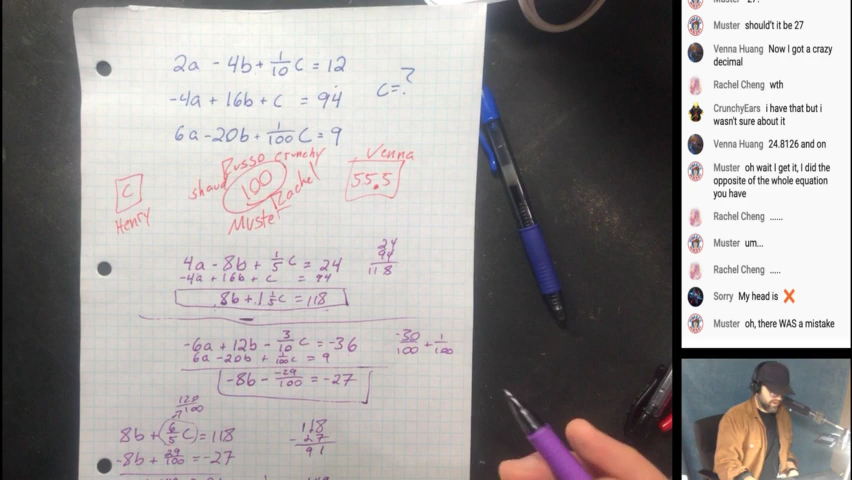 2a - 4b + 1/10 c = 12
-4a + 16b + c = 94
c = ?
6a - 20b + 1/100 c = 9
Russo Crunchy
Venna
shaud
100
Rachel
55.5
C
Henry
Muster
4a - 8b + 1/5 c = 24
-4a + 16b + c = 94
8b + 1 1/5 c = 118
24
94
118
-6a + 12b - 3/10 c = -36
6a - 20b + 1/100 c = 9
-8b - -29/100 = -27
-30/100 + 1/100
120/100
8b + 6/5 c = 118
-8b + 29/100 = -27
118
- 27
91
Muster 27?
Muster should't it be 27
Venna Huang Now I got a crazy
decimal
Rachel Cheng wth
CrunchyEars i have that but i
wasn't sure about it
Venna Huang 24.8126 and on
Muster oh wait I get it, I did the
opposite of the whole equation
you have
Rachel Cheng ......
Muster um...
Rachel Cheng .....
Sorry My head is ❌
Muster oh, there WAS a mistake